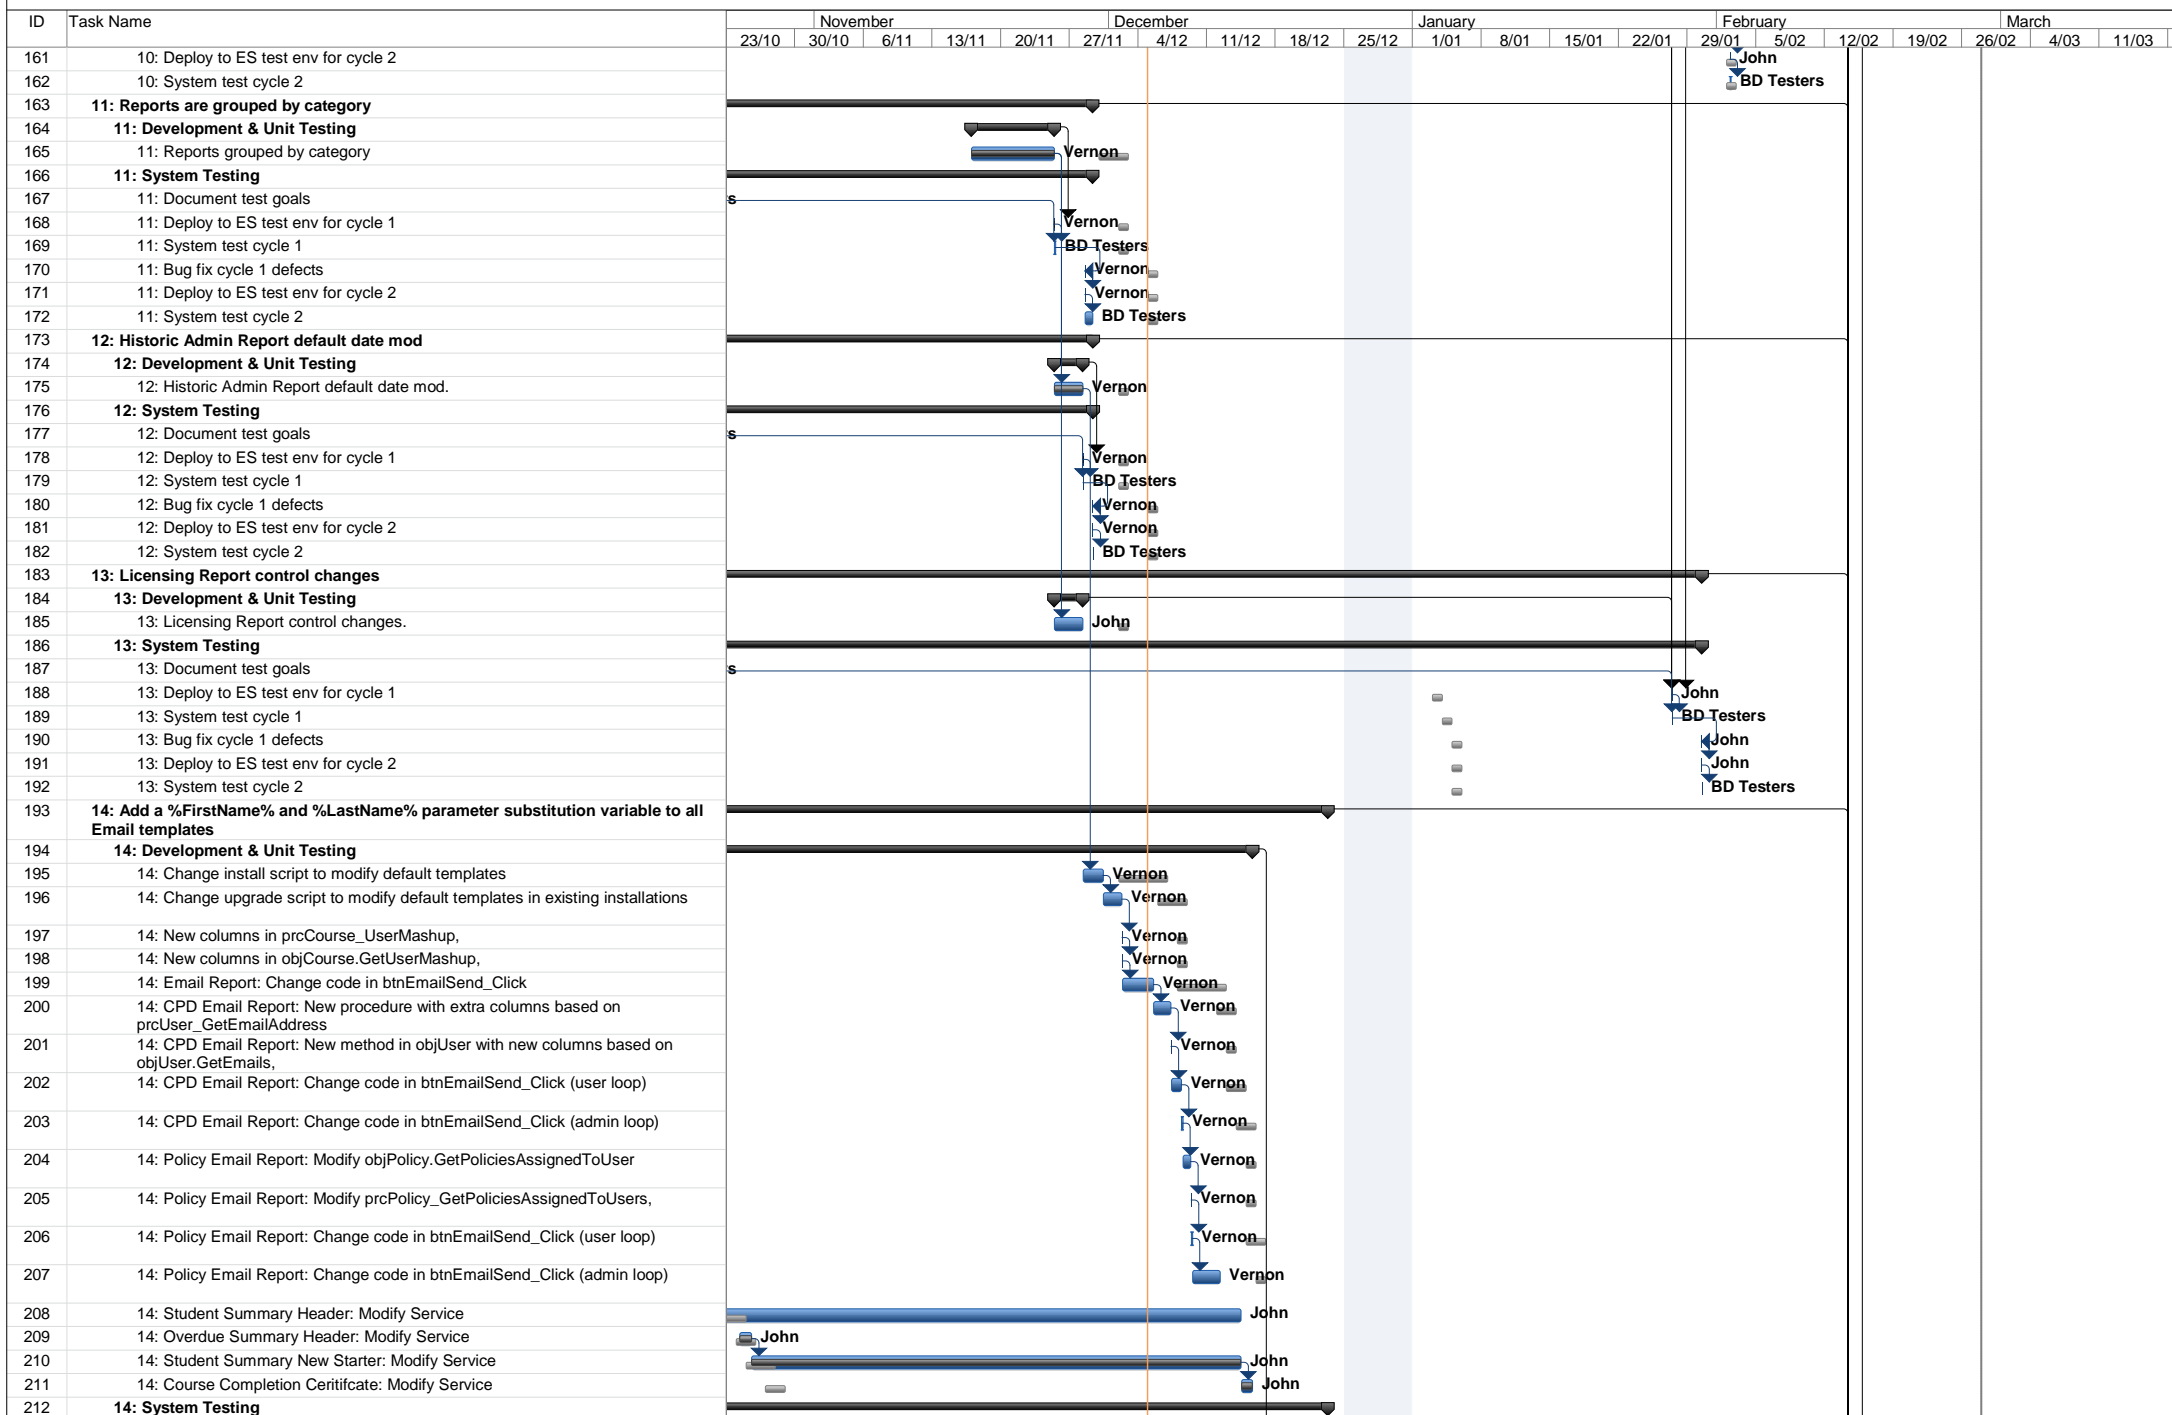 ID Task Name November December January February March
23/10 30/10 6/11 13/11 20/11 27/11 4/12 11/12 18/12 25/12 1/01 8/01 15/01 22/01 29/01 5/02 12/02 19/02 26/02 4/03 11/03
161 10: Deploy to ES test env for cycle 2 John
162 10: System test cycle 2 BD Testers
163 11: Reports are grouped by category
164 11: Development & Unit Testing
165 11: Reports grouped by category Vernon
166 11: System Testing
167 11: Document test goals s
168 11: Deploy to ES test env for cycle 1 Vernon
169 11: System test cycle 1 BD Testers
170 11: Bug fix cycle 1 defects Vernon
171 11: Deploy to ES test env for cycle 2 Vernon
172 11: System test cycle 2 BD Testers
173 12: Historic Admin Report default date mod
174 12: Development & Unit Testing
175 12: Historic Admin Report default date mod. Vernon
176 12: System Testing
177 12: Document test goals s
178 12: Deploy to ES test env for cycle 1 Vernon
179 12: System test cycle 1 BD Testers
180 12: Bug fix cycle 1 defects Vernon
181 12: Deploy to ES test env for cycle 2 Vernon
182 12: System test cycle 2 BD Testers
183 13: Licensing Report control changes
184 13: Development & Unit Testing
185 13: Licensing Report control changes. John
186 13: System Testing
187 13: Document test goals s
188 13: Deploy to ES test env for cycle 1 John
189 13: System test cycle 1 BD Testers
190 13: Bug fix cycle 1 defects John
191 13: Deploy to ES test env for cycle 2 John
192 13: System test cycle 2 BD Testers
193 14: Add a %FirstName% and %LastName% parameter substitution variable to all
Email templates
194 14: Development & Unit Testing
195 14: Change install script to modify default templates Vernon
196 14: Change upgrade script to modify default templates in existing installations Vernon
197 14: New columns in prcCourse_UserMashup, Vernon
198 14: New columns in objCourse.GetUserMashup, Vernon
199 14: Email Report: Change code in btnEmailSend_Click Vernon
200 14: CPD Email Report: New procedure with extra columns based on Vernon
prcUser_GetEmailAddress
201 14: CPD Email Report: New method in objUser with new columns based on Vernon
objUser.GetEmails,
202 14: CPD Email Report: Change code in btnEmailSend_Click (user loop) Vernon
203 14: CPD Email Report: Change code in btnEmailSend_Click (admin loop) Vernon
204 14: Policy Email Report: Modify objPolicy.GetPoliciesAssignedToUser Vernon
205 14: Policy Email Report: Modify prcPolicy_GetPoliciesAssignedToUsers, Vernon
206 14: Policy Email Report: Change code in btnEmailSend_Click (user loop) Vernon
207 14: Policy Email Report: Change code in btnEmailSend_Click (admin loop) Vernon
208 14: Student Summary Header: Modify Service John
209 14: Overdue Summary Header: Modify Service John
210 14: Student Summary New Starter: Modify Service John
211 14: Course Completion Ceritifcate: Modify Service John
212 14: System Testing